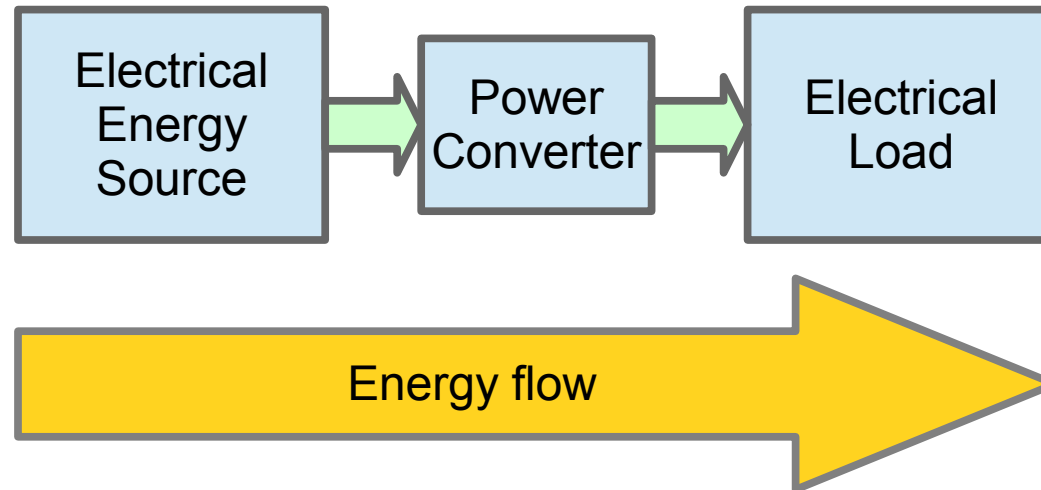 Electrical
Energy
Source
Power
Converter
Electrical
Load
Energy flow